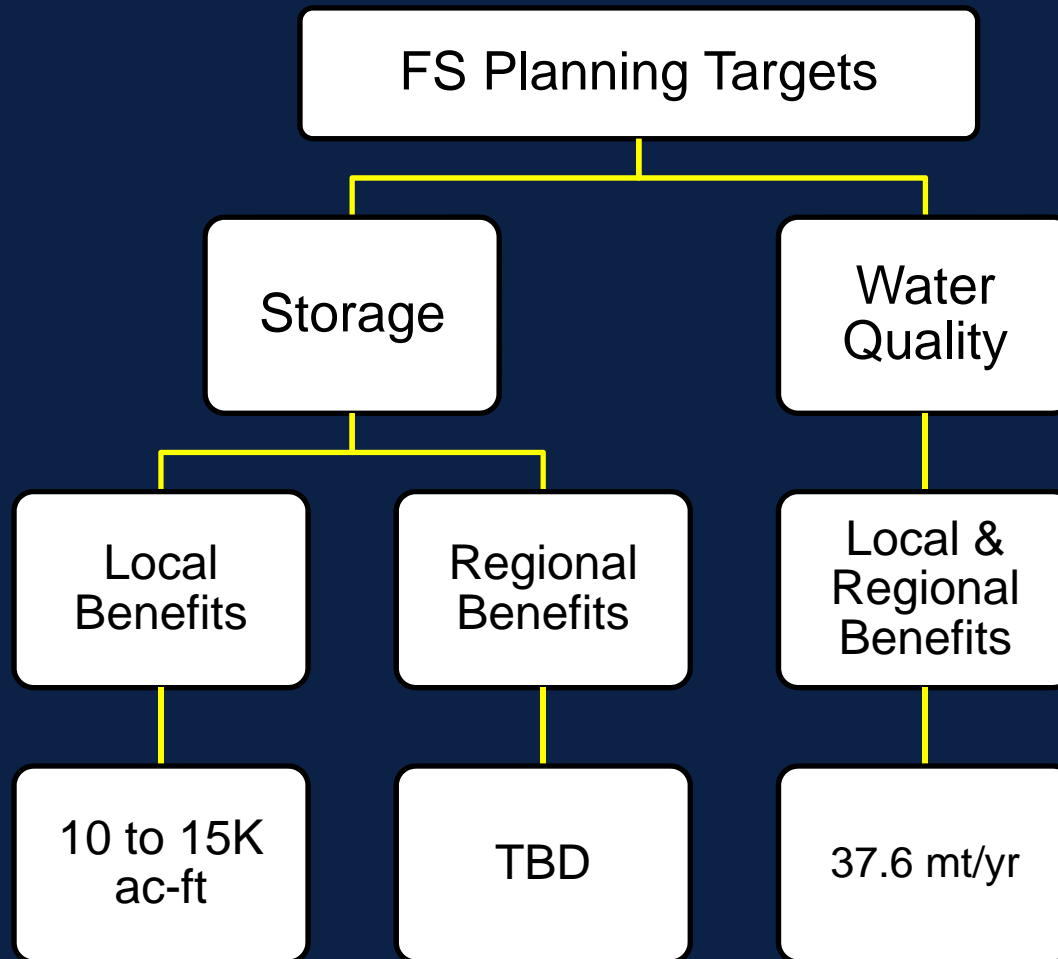 FS Planning Targets
Storage
Water
Quality
Local
Benefits
Regional
Benefits
Local &
Regional
Benefits
10 to 15K
ac-ft
TBD
37.6 mt/yr